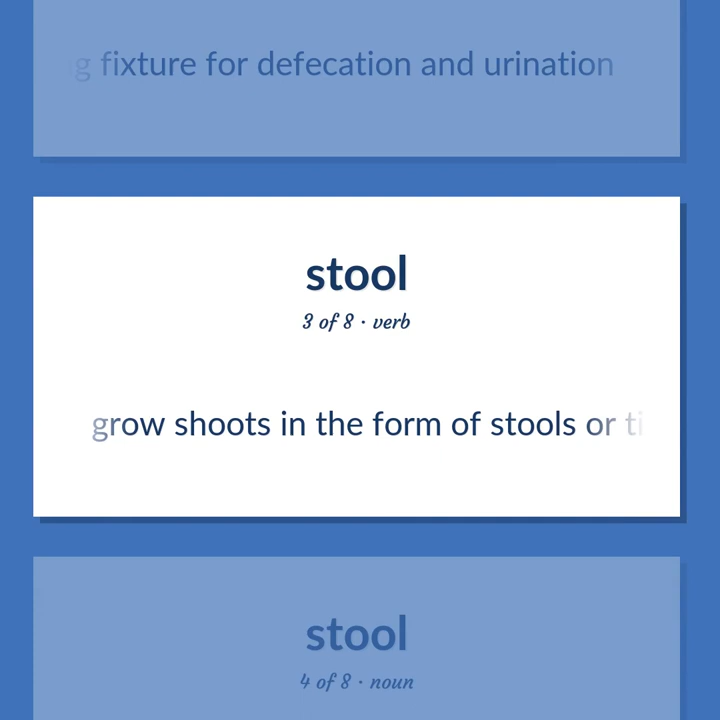 fixture for defecation and urination
stool
3 of 8 · verb
grow shoots in the form of stools or
stool
4 of 8 · noun